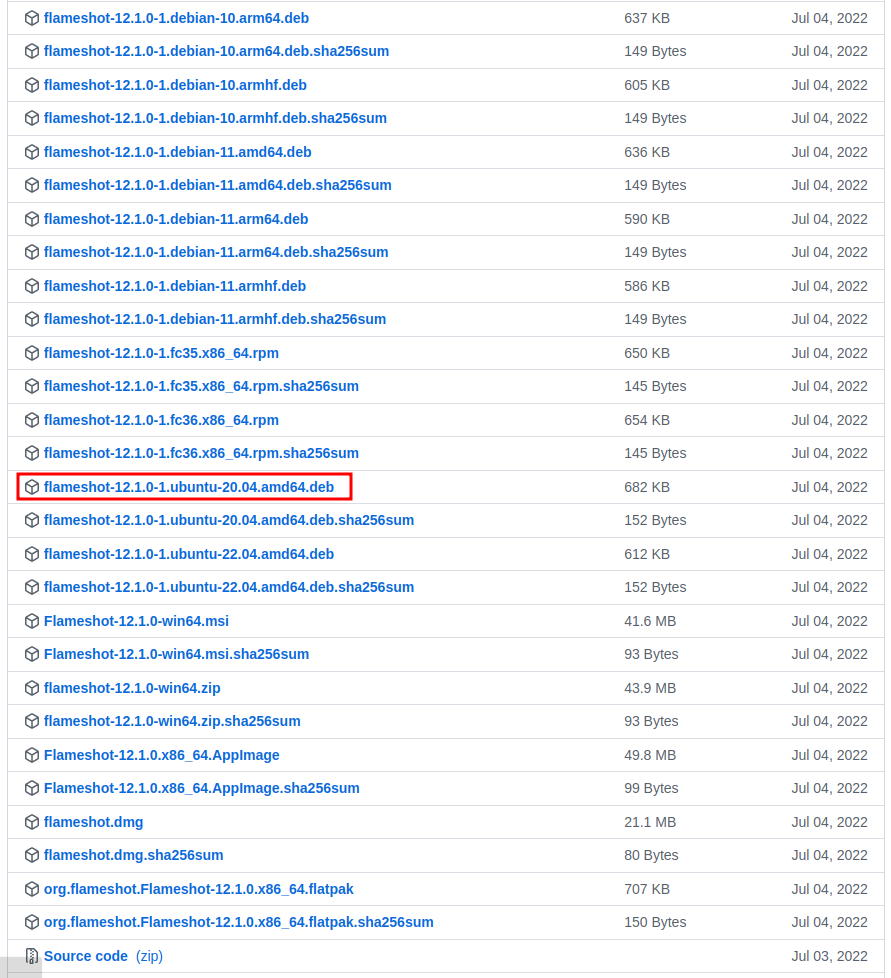 flameshot-12.1.0-1.debian-10.arm64.deb 637 KB Jul 04, 2022
flameshot-12.1.0-1.debian-10.arm64.deb.sha256sum 149 Bytes Jul 04, 2022
flameshot-12.1.0-1.debian-10.armhf.deb 605 KB Jul 04, 2022
flameshot-12.1.0-1.debian-10.armhf.deb.sha256sum 149 Bytes Jul 04, 2022
flameshot-12.1.0-1.debian-11.amd64.deb 636 KB Jul 04, 2022
flameshot-12.1.0-1.debian-11.amd64.deb.sha256sum 149 Bytes Jul 04, 2022
flameshot-12.1.0-1.debian-11.arm64.deb 590 KB Jul 04, 2022
flameshot-12.1.0-1.debian-11.arm64.deb.sha256sum 149 Bytes Jul 04, 2022
flameshot-12.1.0-1.debian-11.armhf.deb 586 KB Jul 04, 2022
flameshot-12.1.0-1.debian-11.armhf.deb.sha256sum 149 Bytes Jul 04, 2022
flameshot-12.1.0-1.fc35.x86_64.rpm 650 KB Jul 04, 2022
flameshot-12.1.0-1.fc35.x86_64.rpm.sha256sum 145 Bytes Jul 04, 2022
flameshot-12.1.0-1.fc36.x86_64.rpm 654 KB Jul 04, 2022
flameshot-12.1.0-1.fc36.x86_64.rpm.sha256sum 145 Bytes Jul 04, 2022
flameshot-12.1.0-1.ubuntu-20.04.amd64.deb 682 KB Jul 04, 2022
flameshot-12.1.0-1.ubuntu-20.04.amd64.deb.sha256sum 152 Bytes Jul 04, 2022
flameshot-12.1.0-1.ubuntu-22.04.amd64.deb 612 KB Jul 04, 2022
flameshot-12.1.0-1.ubuntu-22.04.amd64.deb.sha256sum 152 Bytes Jul 04, 2022
Flameshot-12.1.0-win64.msi 41.6 MB Jul 04, 2022
Flameshot-12.1.0-win64.msi.sha256sum 93 Bytes Jul 04, 2022
flameshot-12.1.0-win64.zip 43.9 MB Jul 04, 2022
flameshot-12.1.0-win64.zip.sha256sum 93 Bytes Jul 04, 2022
Flameshot-12.1.0.x86_64.AppImage 49.8 MB Jul 04, 2022
Flameshot-12.1.0.x86_64.AppImage.sha256sum 99 Bytes Jul 04, 2022
flameshot.dmg 21.1 MB Jul 04, 2022
flameshot.dmg.sha256sum 80 Bytes Jul 04, 2022
org.flameshot.Flameshot-12.1.0.x86_64.flatpak 707 KB Jul 04, 2022
org.flameshot.Flameshot-12.1.0.x86_64.flatpak.sha256sum 150 Bytes Jul 04, 2022
Source code (zip) Jul 03, 2022